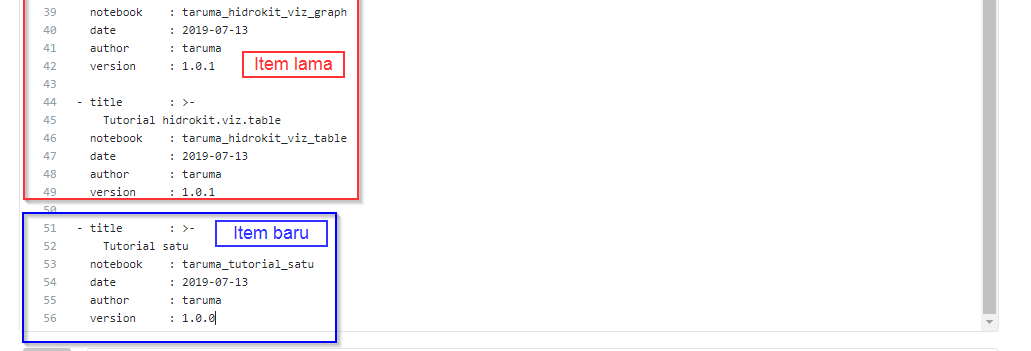 39 notebook : taruma_hidrokit_viz_graph
40 date : 2019-07-13
41 author : taruma
42 version : 1.0.1
Item lama
43
44 - title : >-
45 Tutorial hidrokit.viz.table
46 notebook : taruma_hidrokit_viz_table
47 date : 2019-07-13
48 author : taruma
49 version : 1.0.1
50
51 - title : >-
Item baru
52 Tutorial satu
53 notebook : taruma_tutorial_satu
54 date : 2019-07-13
55 author : taruma
56 version : 1.0.0